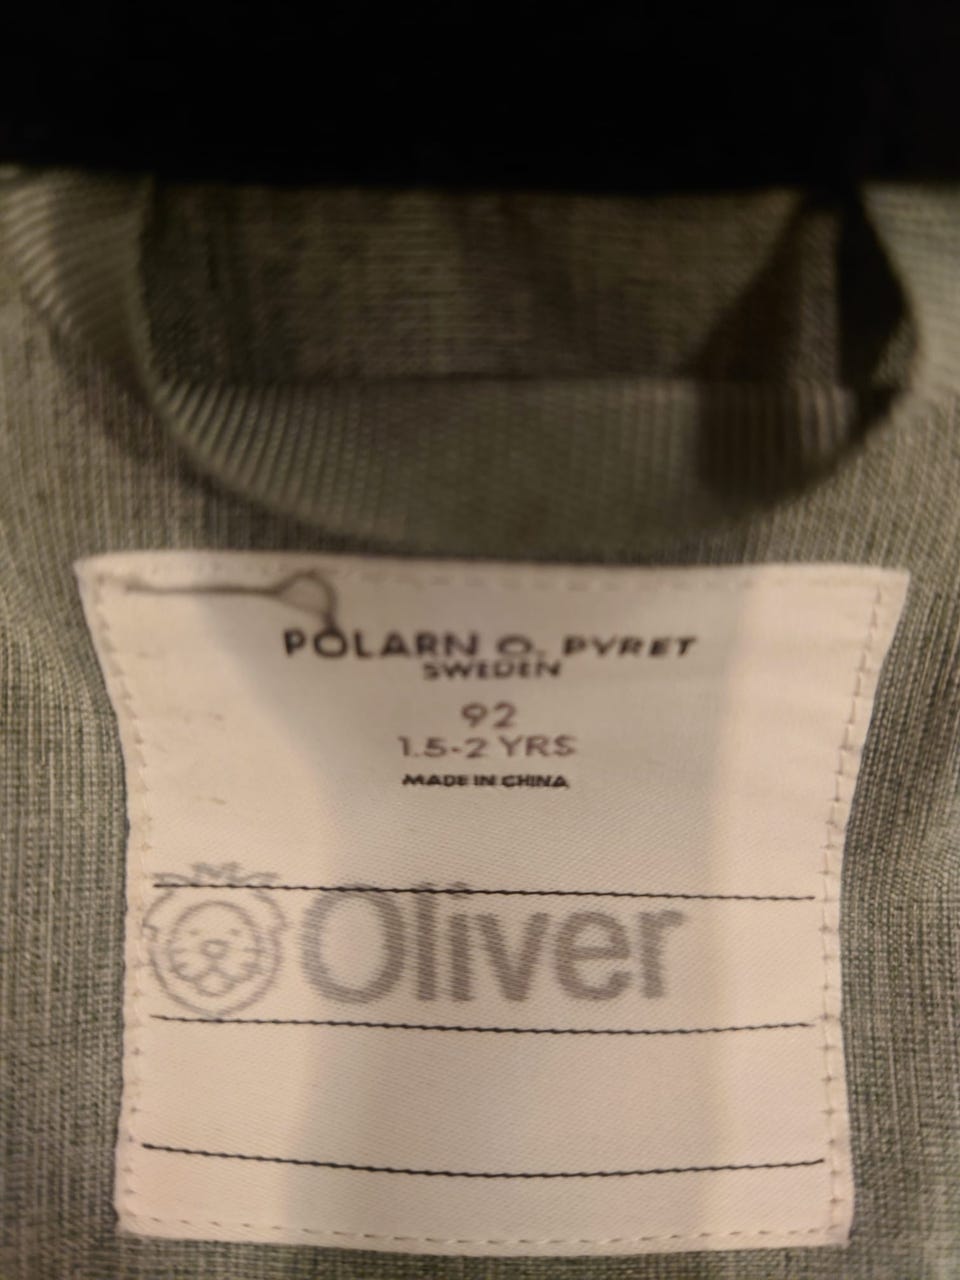 POLARN O. PYRET
SWEDEN
92
1.5-2 YRS
MADE IN CHINA
Oliver